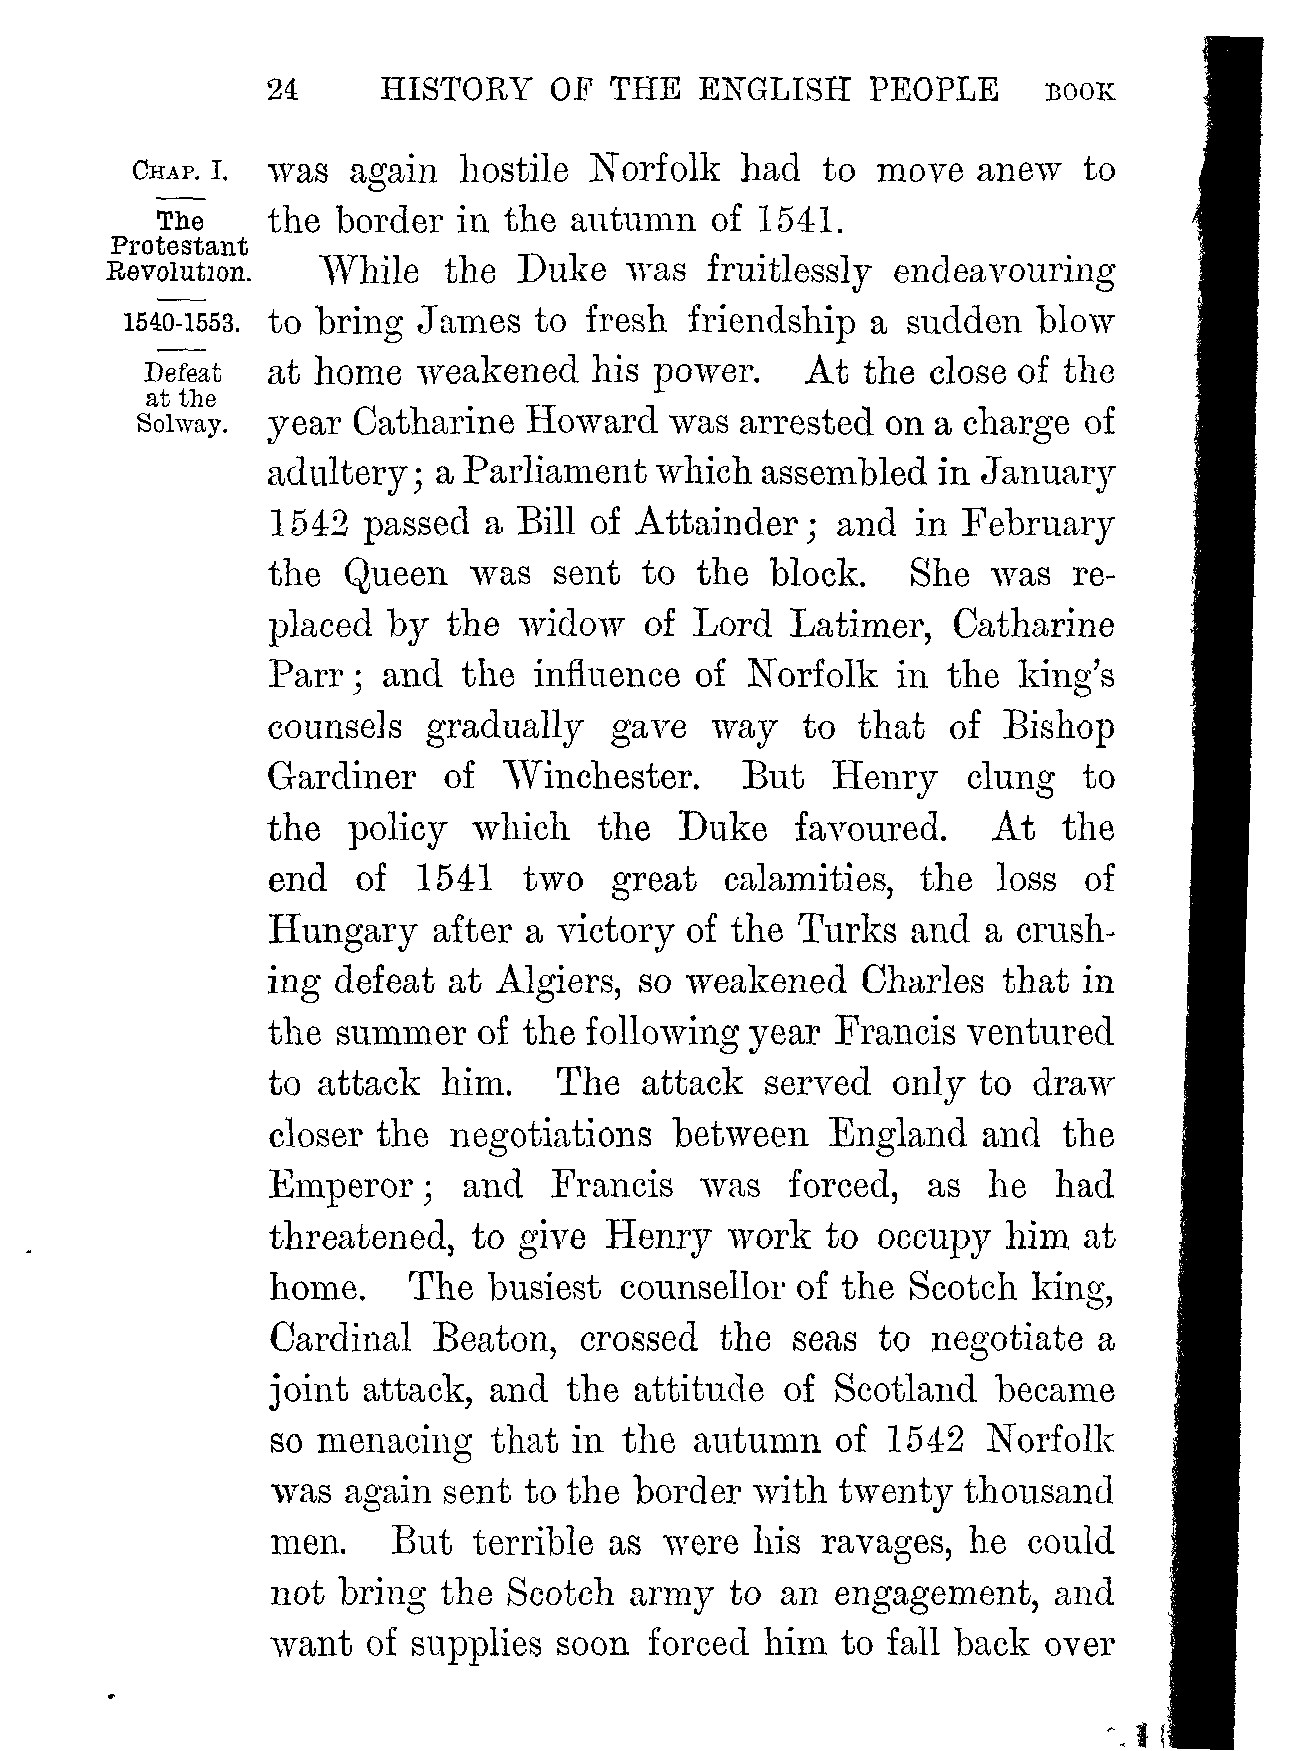 24 HISTORY OF THE ENGLISH PEOPLE BOOK
CHAP. I.
The
Protestant
Revolution.
1540-1553.
Defeat
at the
Solway.
was again hostile Norfolk had to move anew to
the border in the autumn of 1541.
While the Duke was fruitlessly endeavouring
to bring James to fresh friendship a sudden blow
at home weakened his power. At the close of the
year Catharine Howard was arrested on a charge of
adultery; a Parliament which assembled in January
1542 passed a Bill of Attainder; and in February
the Queen was sent to the block. She was re-
placed by the widow of Lord Latimer, Catharine
Parr; and the influence of Norfolk in the king's
counsels gradually gave way to that of Bishop
Gardiner of Winchester. But Henry clung to
the policy which the Duke favoured. At the
end of 1541 two great calamities, the loss of
Hungary after a victory of the Turks and a crush-
ing defeat at Algiers, so weakened Charles that in
the summer of the following year Francis ventured
to attack him. The attack served only to draw
closer the negotiations between England and the
Emperor; and Francis was forced, as he had
threatened, to give Henry work to occupy him at
home. The busiest counsellor of the Scotch king,
Cardinal Beaton, crossed the seas to negotiate a
joint attack, and the attitude of Scotland became
so menacing that in the autumn of 1542 Norfolk
was again sent to the border with twenty thousand
men. But terrible as were his ravages, he could
not bring the Scotch army to an engagement, and
want of supplies soon forced him to fall back over